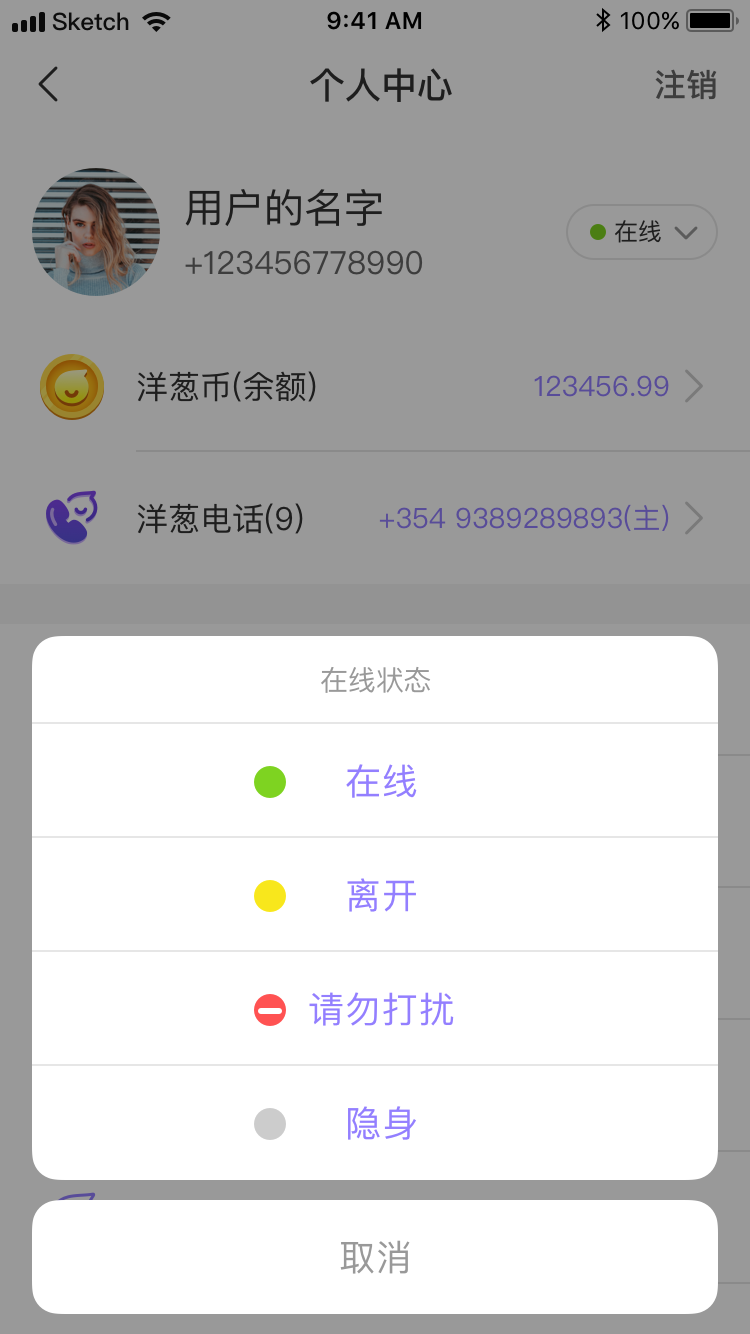 Sketch 9:41 AM 100%
个人中心 注销
用户的名字
+123456778990
在线
洋葱币(余额) 123456.99
洋葱电话(9) +354 9389289893(主)
在线状态
在线
离开
请勿打扰
隐身
取消